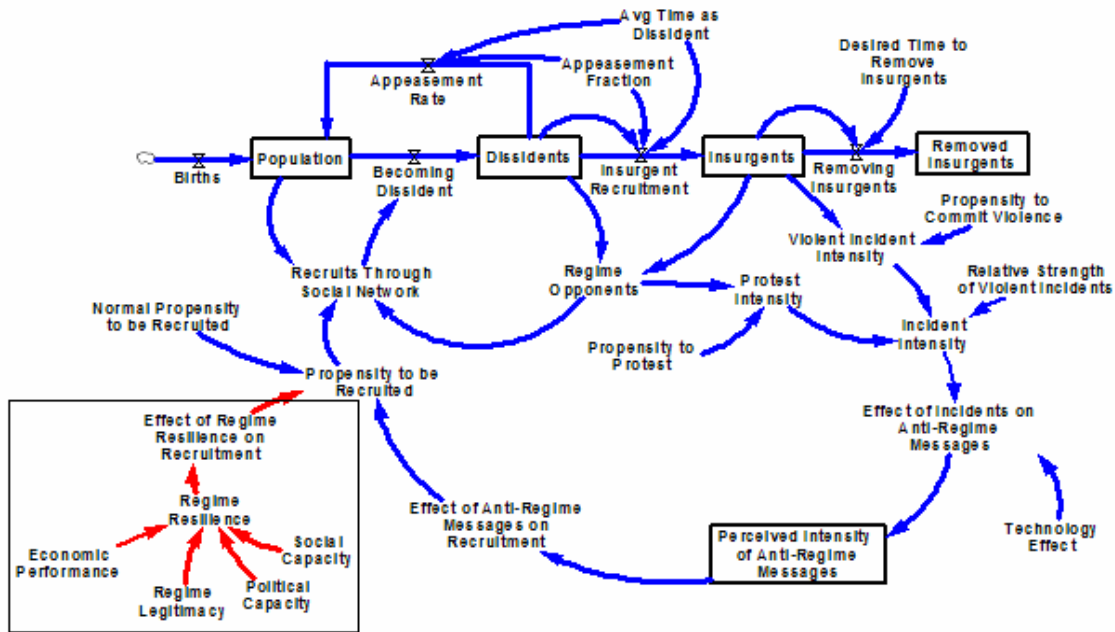 Avg Time as
Dissident
Desired Time to
Remove
Insurgents
Appeasement
Rate
Appeasement
Fraction
Births
Population
Becoming
Dissident
Dissidents
Insurgent
Recruitment
Insurgents
Removing
Insurgents
Removed
Insurgents
Propensity to
Commit Violence
Violent Incident
Intensity
Recruits Through
Social Network
Regime
Opponents
Protest
Intensity
Relative Strength
of Violent Incidents
Normal Propensity
to be Recruited
Incident
Intensity
Propensity to
Protest
Propensity to be
Recruited
Effect of Regime
Resilience on
Recruitment
Effect of Incidents on
Anti-Regime
Messages
Regime
Resilience
Effect of Anti-Regime
Messages on
Recruitment
Perceived Intensity
of Anti-Regime
Messages
Technology
Effect
Economic
Performance
Social
Capacity
Regime
Legitimacy
Political
Capacity